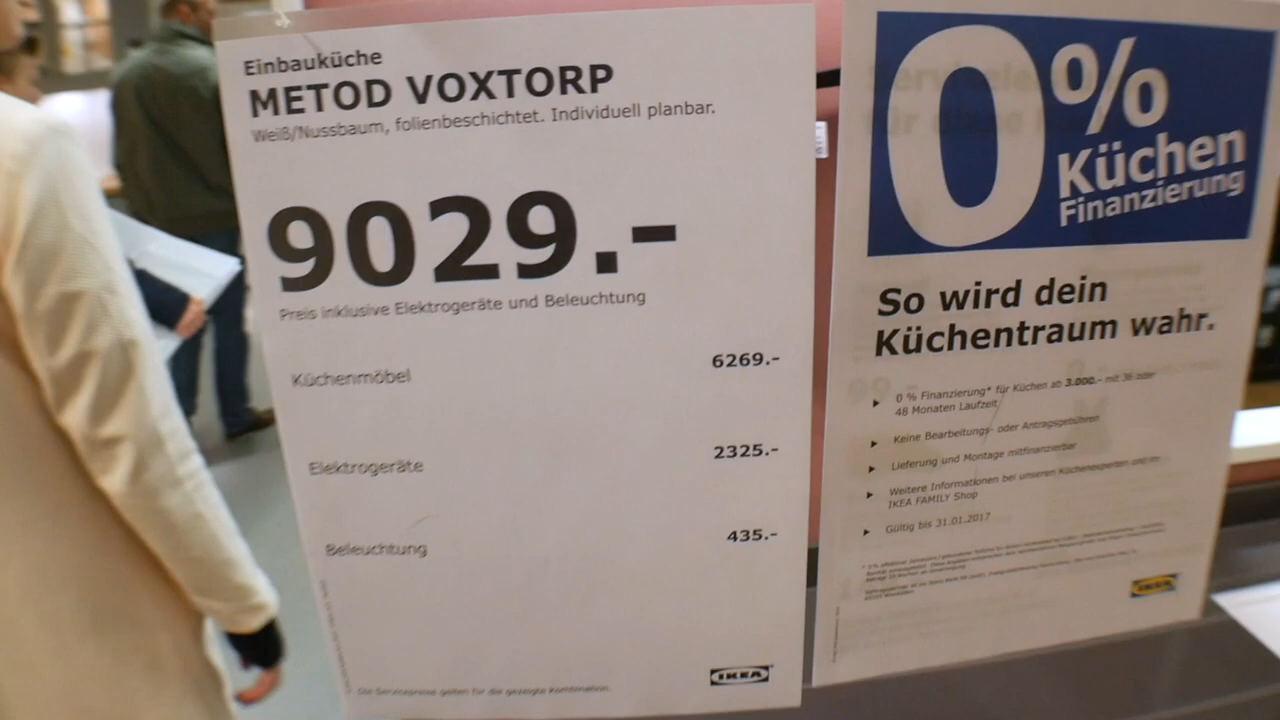 Einbauküche
METOD VOXTORP
Weiß/Nussbaum, folienbeschichtet. Individuell planbar.
9029.-
Preis inklusive Elektrogeräte und Beleuchtung
Küchenmöbel 6269.-
Elektrogeräte 2325.-
Beleuchtung 435.-
IKEA
0%
Küchen
Finanzierung
So wird dein
Küchentraum wahr.
0 % Finanzierung* für Küchen ab 3.000.- mit 36 oder
48 Monaten Laufzeit
Keine Bearbeitungs- oder Antragsgebühren
Lieferung und Montage mitfinanzierbar
Weitere Informationen bei unseren Küchenexperten und im
IKEA FAMILY Shop
Gültig bis 31.01.2017
IKEA